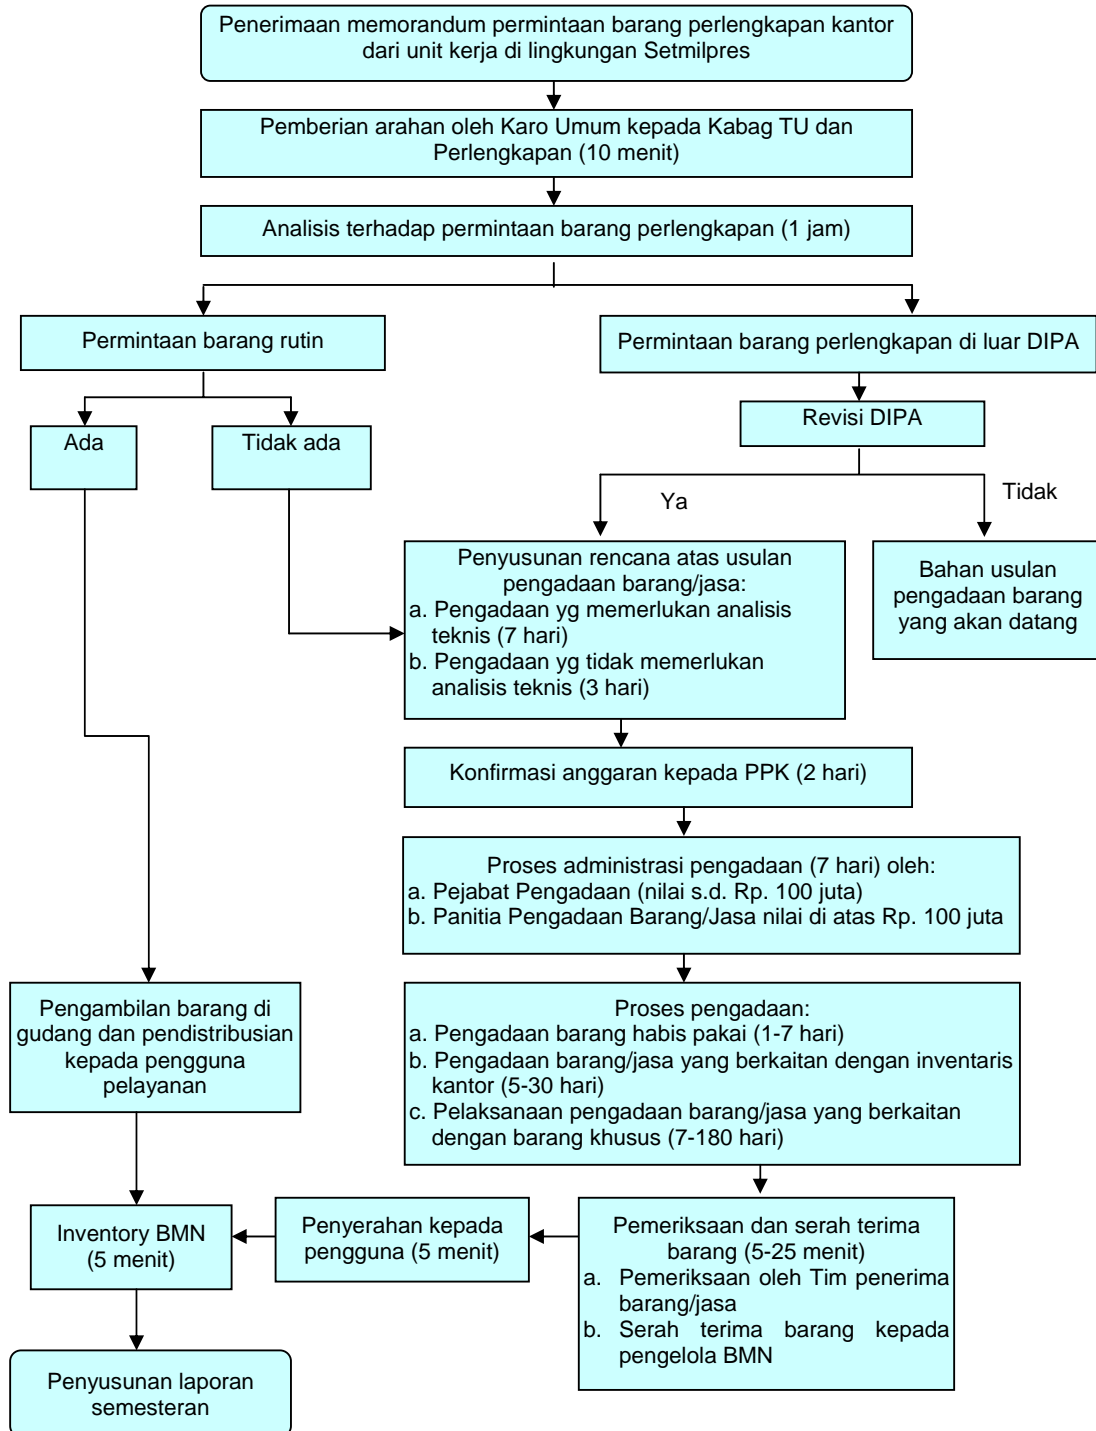 Penerimaan memorandum permintaan barang perlengkapan kantor
dari unit kerja di lingkungan Setmilpres
Pemberian arahan oleh Karo Umum kepada Kabag TU dan
Perlengkapan (10 menit)
Analisis terhadap permintaan barang perlengkapan (1 jam)
Permintaan barang rutin
Permintaan barang perlengkapan di luar DIPA
Ada
Tidak ada
Revisi DIPA
Ya
Tidak
Penyusunan rencana atas usulan
pengadaan barang/jasa:
a. Pengadaan yg memerlukan analisis
teknis (7 hari)
b. Pengadaan yg tidak memerlukan
analisis teknis (3 hari)
Bahan usulan
pengadaan barang
yang akan datang
Konfirmasi anggaran kepada PPK (2 hari)
Proses administrasi pengadaan (7 hari) oleh:
a. Pejabat Pengadaan (nilai s.d. Rp. 100 juta)
b. Panitia Pengadaan Barang/Jasa nilai di atas Rp. 100 juta
Pengambilan barang di
gudang dan pendistribusian
kepada pengguna
pelayanan
Proses pengadaan:
a. Pengadaan barang habis pakai (1-7 hari)
b. Pengadaan barang/jasa yang berkaitan dengan inventaris
kantor (5-30 hari)
c. Pelaksanaan pengadaan barang/jasa yang berkaitan
dengan barang khusus (7-180 hari)
Inventory BMN
(5 menit)
Penyerahan kepada
pengguna (5 menit)
Pemeriksaan dan serah terima
barang (5-25 menit)
a. Pemeriksaan oleh Tim penerima
barang/jasa
b. Serah terima barang kepada
pengelola BMN
Penyusunan laporan
semesteran